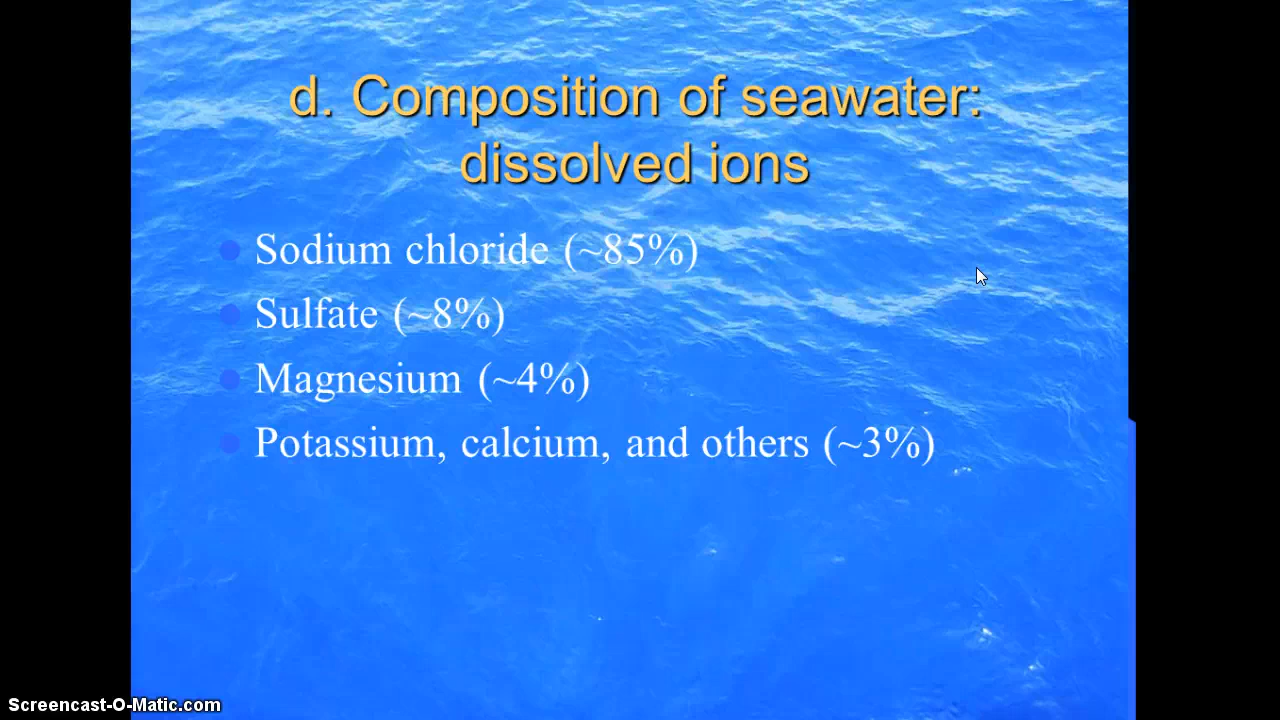 d. Composition of seawater:
dissolved ions
Sodium chloride (~85%)
Sulfate (~8%)
Magnesium (~4%)
Potassium, calcium, and others (~3%)
Screencast-O-Matic.com